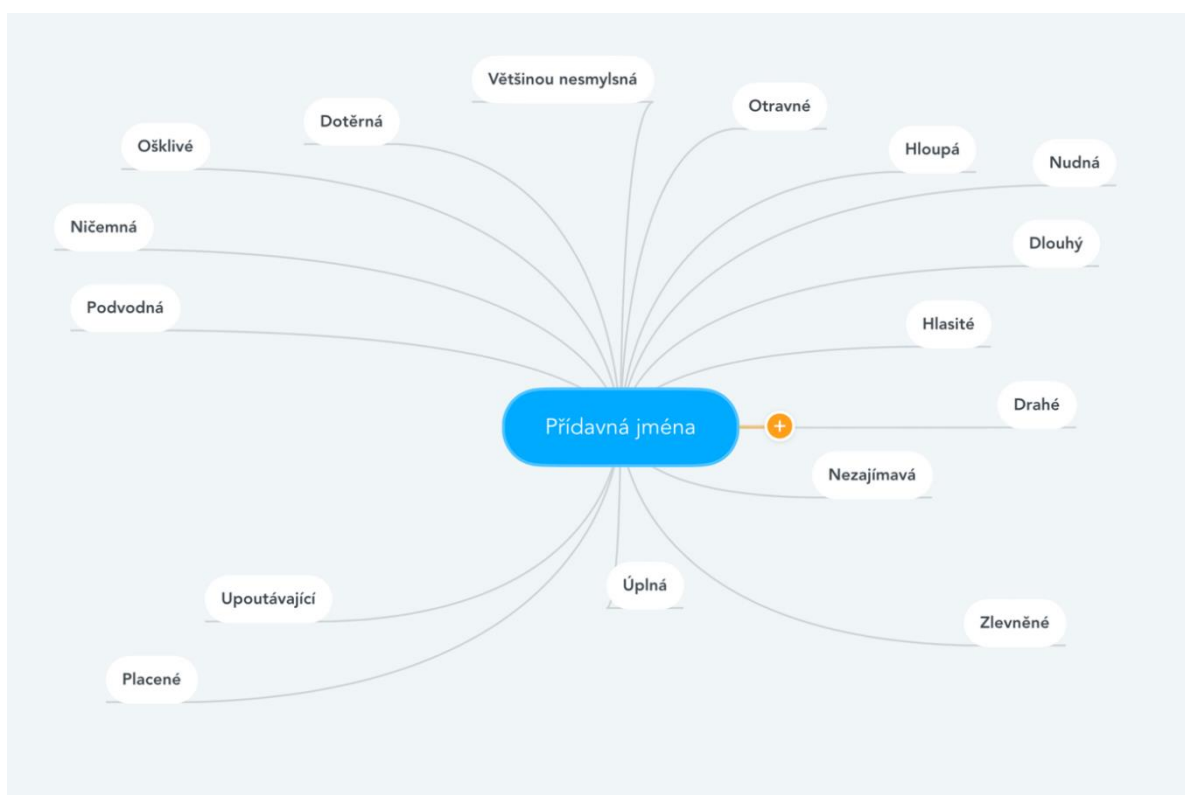 Většinou nesmylsná
Otravné
Dotěrná
Ošklivé
Hloupá
Nudná
Ničemná
Dlouhý
Podvodná
Hlasité
Drahé
Přídavná jména
+
Nezajímavá
Úplná
Upoutávající
Zlevněné
Placené